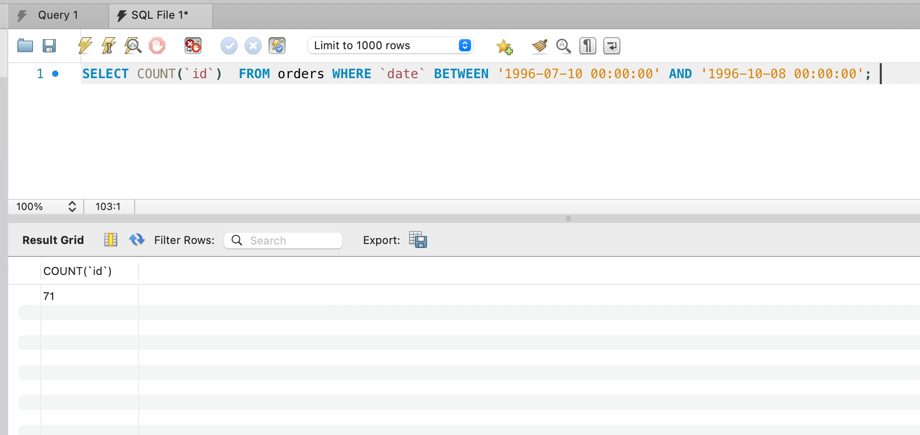 Query 1
SQL File 1*
Limit to 1000 rows
1
SELECT COUNT(`id`)  FROM orders WHERE `date` BETWEEN '1996-07-10 00:00:00' AND '1996-10-08 00:00:00';
100%
103:1
Result Grid
Filter Rows:
Search
Export:
COUNT(`id`)
71